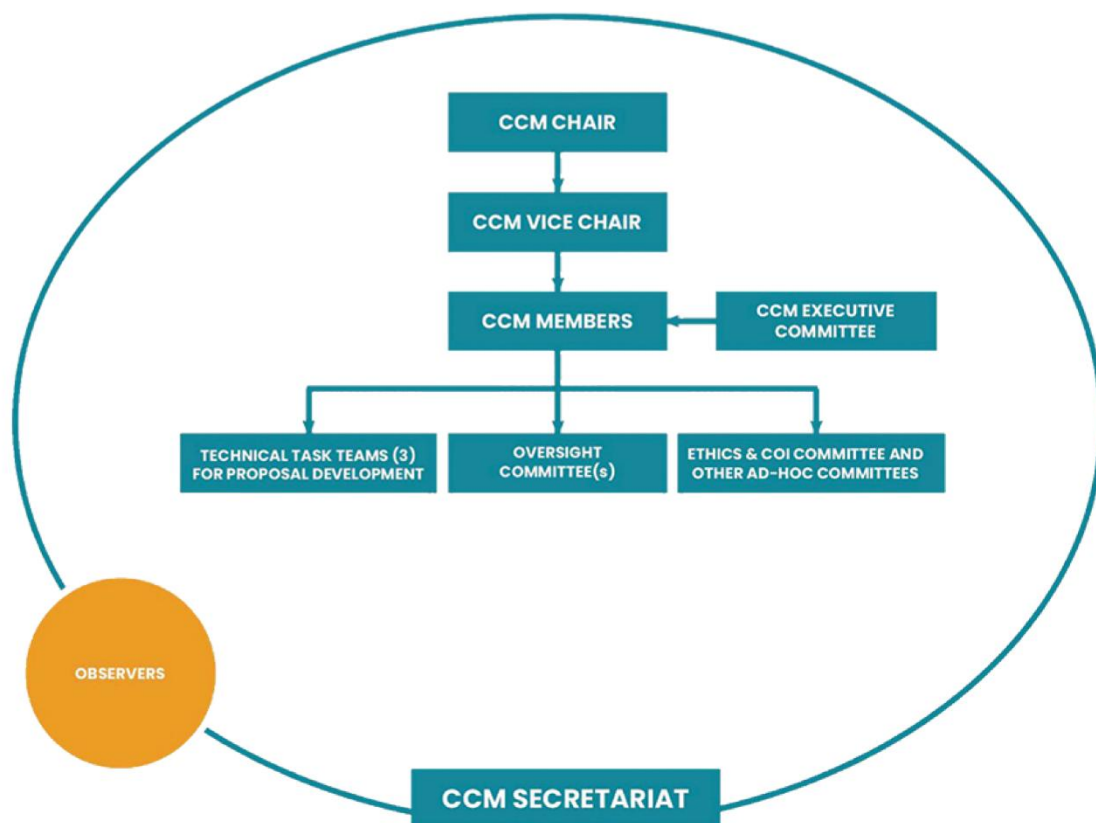 CCM CHAIR
CCM VICE CHAIR
CCM MEMBERS
CCM EXECUTIVE
COMMITTEE
TECHNICAL TASK TEAMS (3)
FOR PROPOSAL DEVELOPMENT
OVERSIGHT
COMMITTEE(s)
ETHICS & COI COMMITTEE AND
OTHER AD-HOC COMMITTEES
OBSERVERS
CCM SECRETARIAT